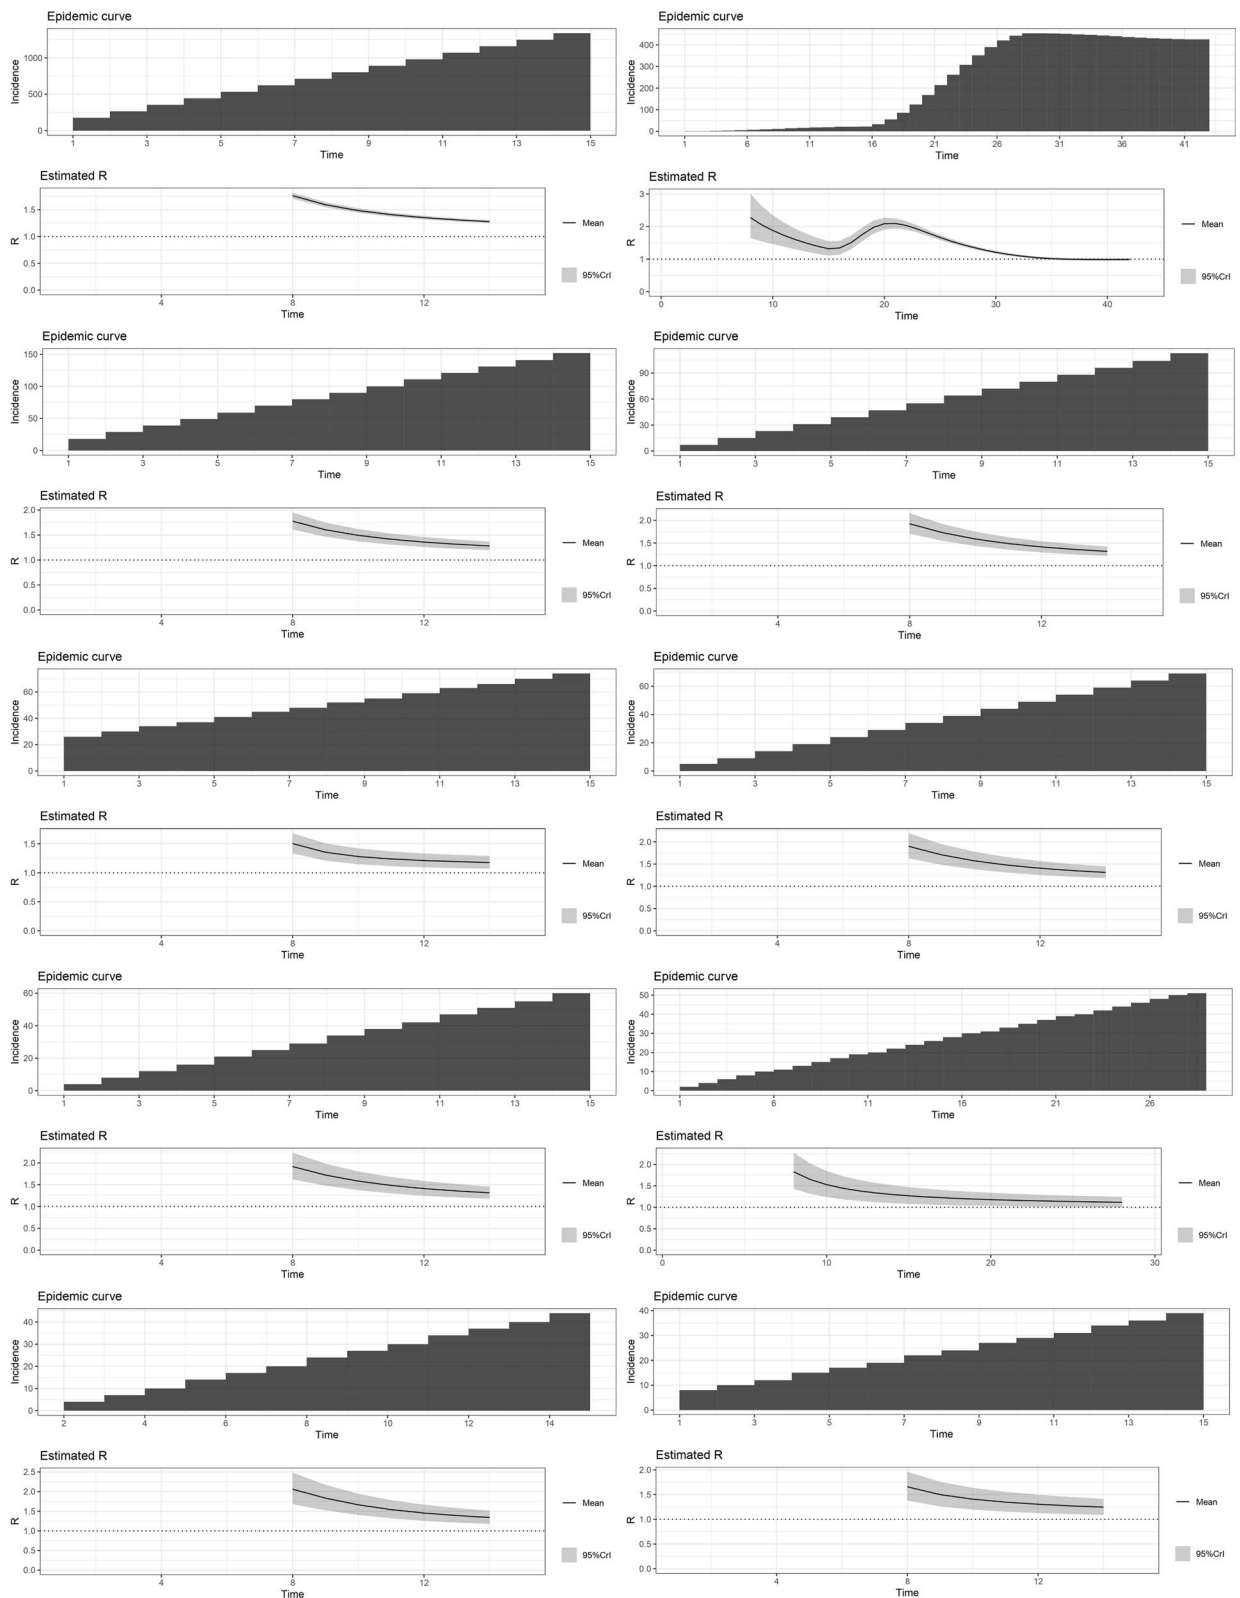 Epidemic curve
Incidence
1000
500
0
1 3 5 7 9 11 13 15
Time
Estimated R
R
1.5
1.0
0.5
0.0
4 8 12
Time
Mean
95%CrI
Epidemic curve
Incidence
400
300
200
100
0
1 6 11 16 21 26 31 36 41
Time
Estimated R
R
3
2
1
0
0 10 20 30 40
Time
Mean
95%CrI
Epidemic curve
Incidence
150
100
50
0
1 3 5 7 9 11 13 15
Time
Estimated R
R
2.0
1.5
1.0
0.5
0.0
4 8 12
Time
Mean
95%CrI
Epidemic curve
Incidence
90
60
30
0
1 3 5 7 9 11 13 15
Time
Estimated R
R
2.0
1.5
1.0
0.5
0.0
4 8 12
Time
Mean
95%CrI
Epidemic curve
Incidence
60
40
20
0
1 3 5 7 9 11 13 15
Time
Estimated R
R
1.5
1.0
0.5
0.0
4 8 12
Time
Mean
95%CrI
Epidemic curve
Incidence
60
40
20
0
1 3 5 7 9 11 13 15
Time
Estimated R
R
2.0
1.5
1.0
0.5
0.0
4 8 12
Time
Mean
95%CrI
Epidemic curve
Incidence
60
40
20
0
1 3 5 7 9 11 13 15
Time
Estimated R
R
2.0
1.5
1.0
0.5
0.0
4 8 12
Time
Mean
95%CrI
Epidemic curve
Incidence
50
40
30
20
10
0
1 6 11 16 21 26
Time
Estimated R
R
2.0
1.5
1.0
0.5
0.0
0 10 20 30
Time
Mean
95%CrI
Epidemic curve
Incidence
40
30
20
10
0
2 4 6 8 10 12 14
Time
Estimated R
R
2.5
2.0
1.5
1.0
0.5
0.0
4 8 12
Time
Mean
95%CrI
Epidemic curve
Incidence
40
30
20
10
0
1 3 5 7 9 11 13 15
Time
Estimated R
R
2.0
1.5
1.0
0.5
0.0
4 8 12
Time
Mean
95%CrI